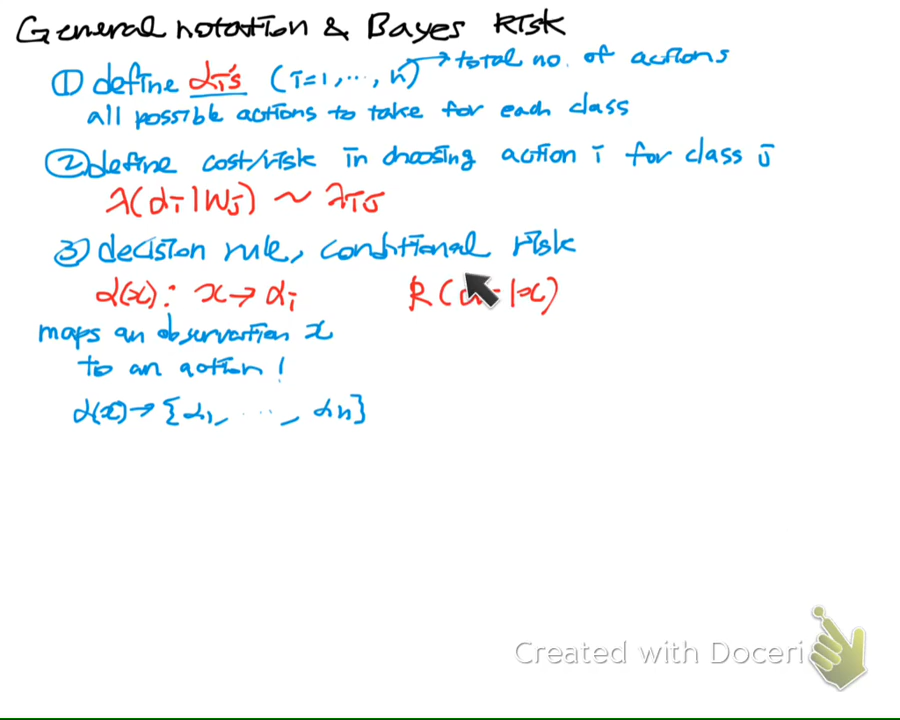 General notation & Bayes Risk
① define αi's (i=1, ..., n) → total no. of actions
all possible actions to take for each class
② define cost/risk in choosing action i for class j
λ(αi|Wj) ~ λij
③ decision rule, conditional risk
α(x): x → αi R( |x)
maps an observation x
to an action!
α(x) → {α1, ..., αn}
Created with Doceri